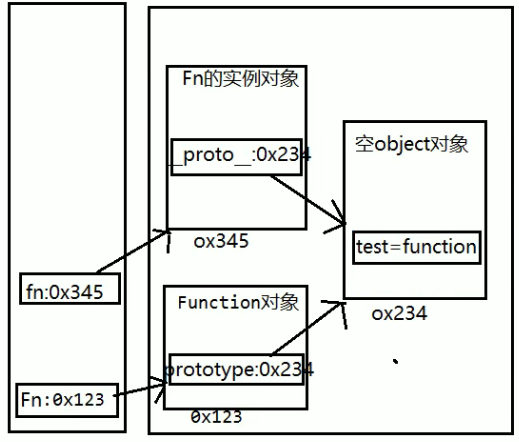 Fn的实例对象
__proto__:0x234
ox345
空object对象
test=function
ox234
fn:0x345
Function对象
prototype:0x234
0x123
Fn:0x123